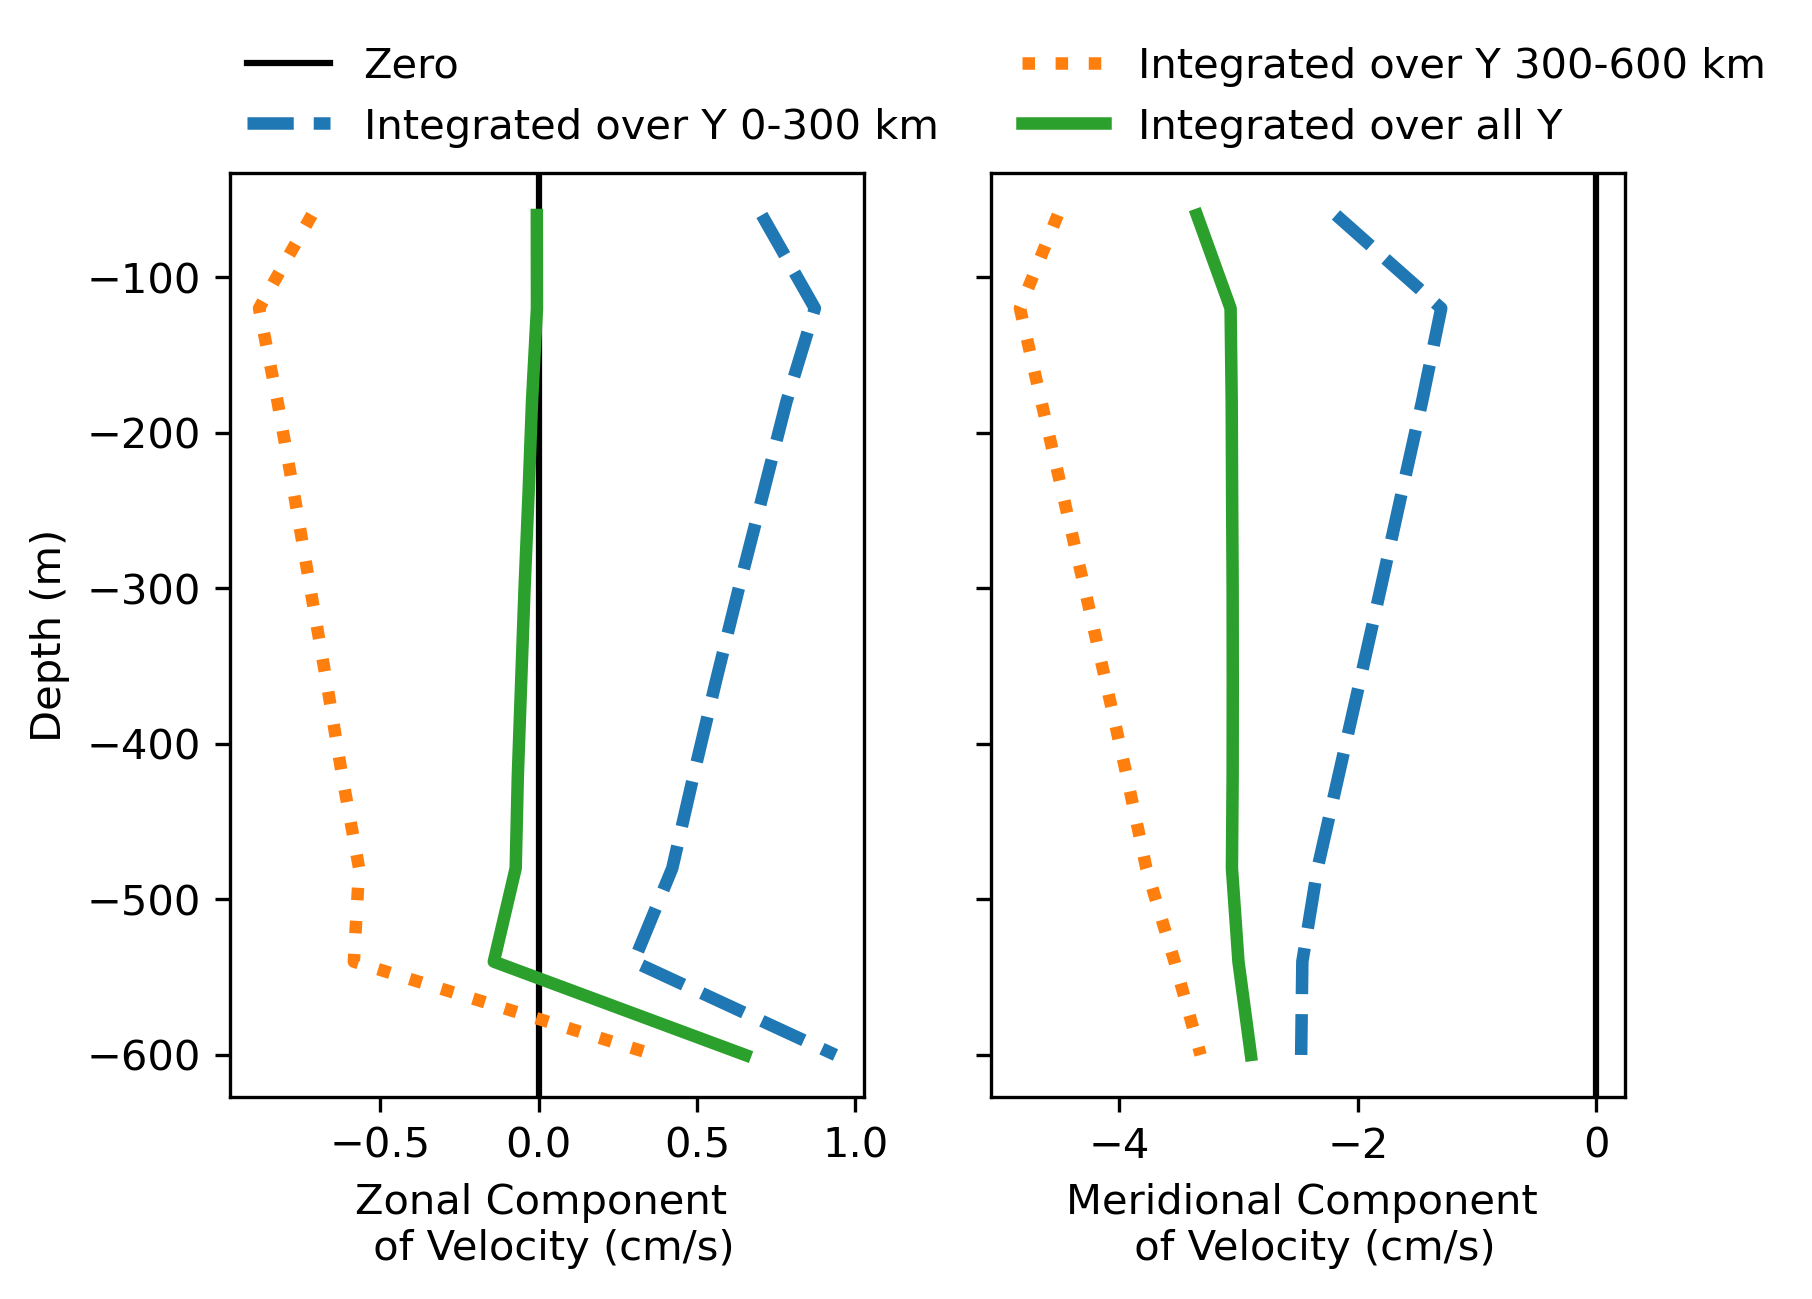 Zero
Integrated over Y 0-300 km
Integrated over Y 300-600 km
Integrated over all Y
Depth (m)
−100
−200
−300
−400
−500
−600
−0.5 0.0 0.5 1.0
Zonal Component
of Velocity (cm/s)
−4 −2 0
Meridional Component
of Velocity (cm/s)